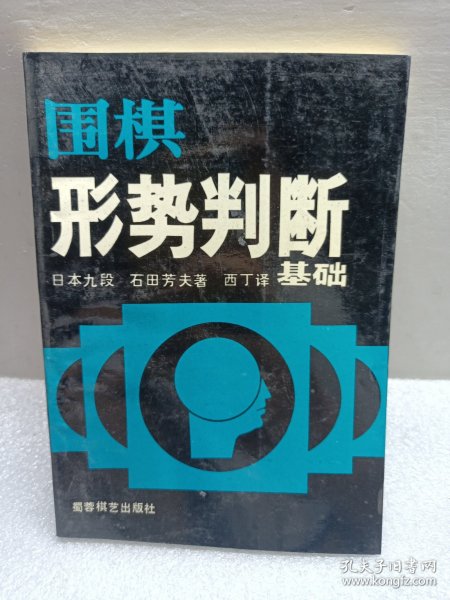 围棋
形势判断
基础
日本九段 石田芳夫著 西丁译
蜀蓉棋艺出版社
孔夫子旧书网
www.kongfz.com